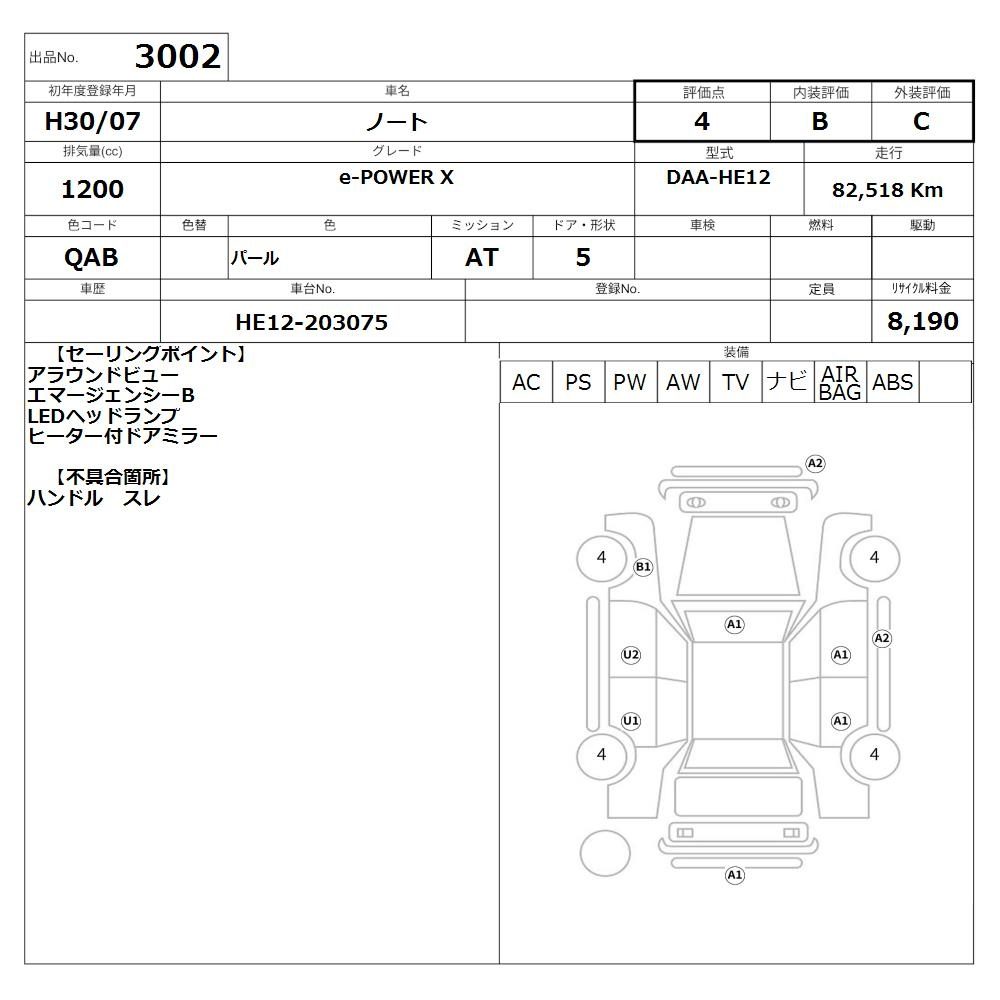 出品No. 3002
初年度登録年月 車名 評価点 内装評価 外装評価
H30/07 ノート 4 B C
排気量(cc) グレード 型式 走行
1200 e-POWER X DAA-HE12 82,518 Km
色コード 色替 色 ミッション ドア・形状 車検 燃料 駆動
QAB パール AT 5
車歴 車台No. 登録No. 定員 ﾘｻｲｸﾙ料金
HE12-203075 8,190
【セーリングポイント】
アラウンドビュー
エマージェンシーB
LEDヘッドランプ
ヒーター付ドアミラー
【不具合箇所】
ハンドル　スレ
装備
AC PS PW AW TV ナビ AIR BAG ABS
A2
4 4
B1
A1
A2
U2 A1
U1 A1
4 4
A1